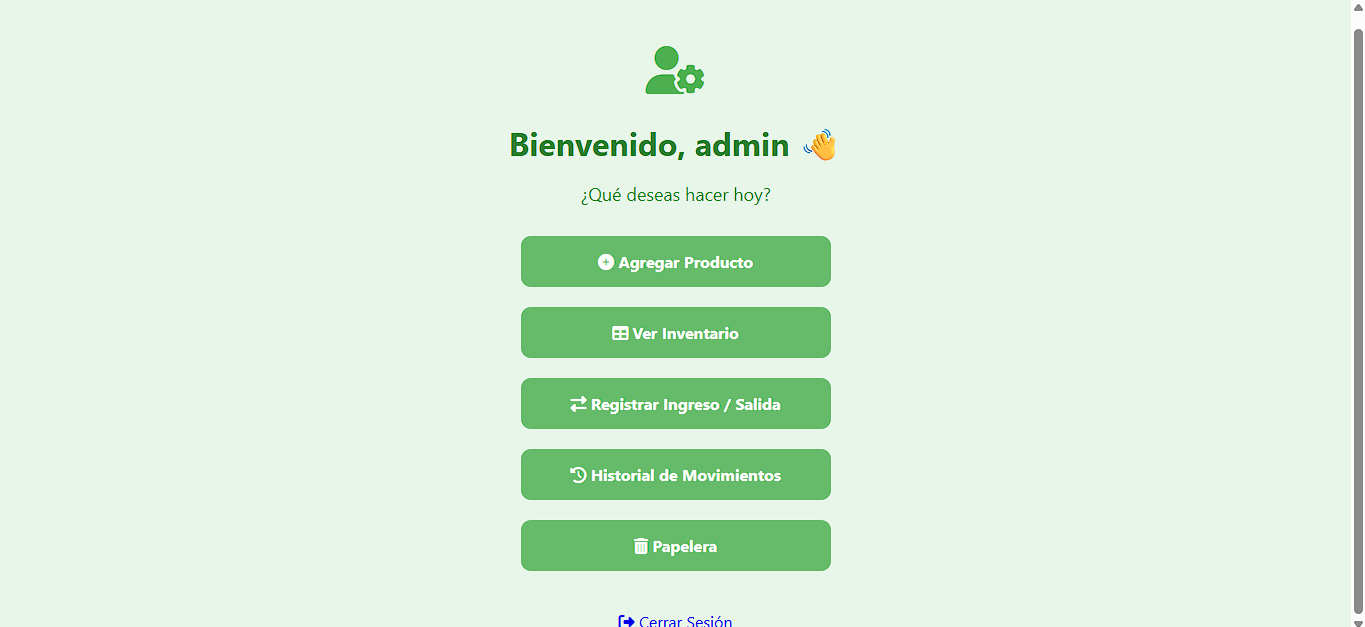 Bienvenido, admin 👋
¿Qué deseas hacer hoy?
Agregar Producto
Ver Inventario
Registrar Ingreso / Salida
Historial de Movimientos
Papelera
Cerrar Sesión